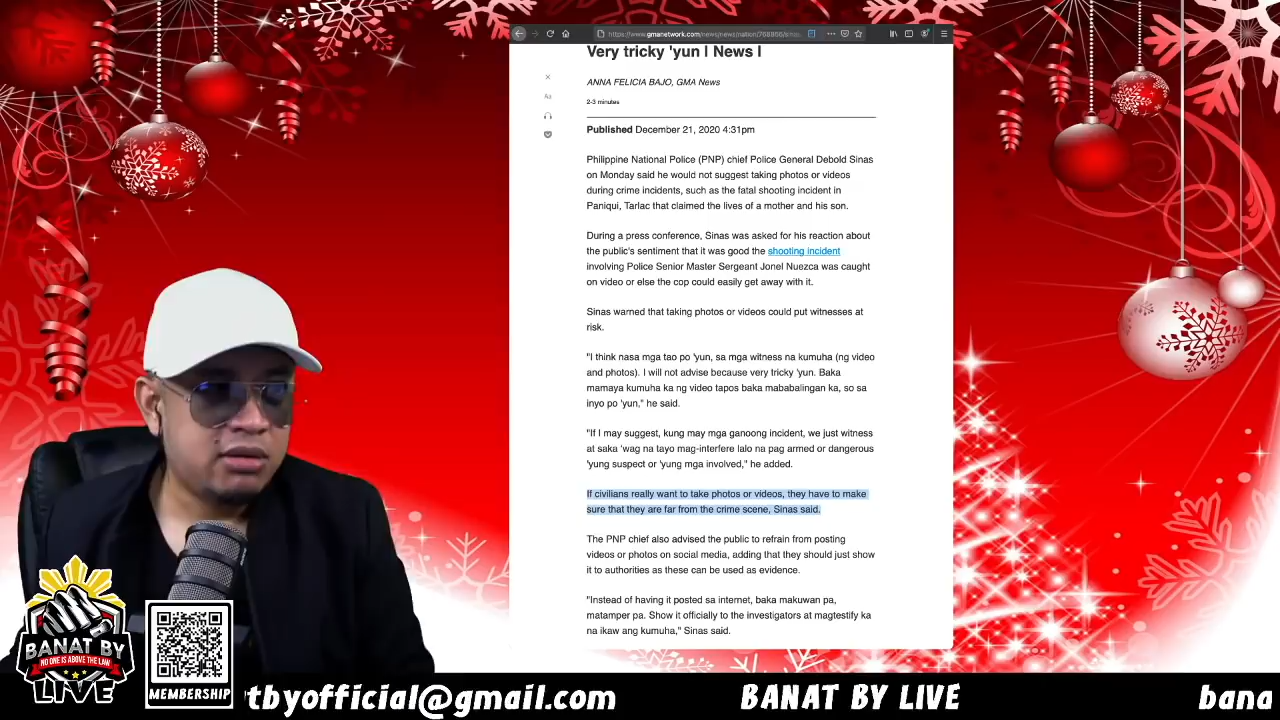 https://www.gmanetwork.com/news/news/nation/768856/
Very tricky 'yun | News |
ANNA FELICIA BAJO, GMA News
2-3 minutes
Published December 21, 2020 4:31pm
Philippine National Police (PNP) chief Police General Debold Sinas
on Monday said he would not suggest taking photos or videos
during crime incidents, such as the fatal shooting incident in
Paniqui, Tarlac that claimed the lives of a mother and his son.
During a press conference, Sinas was asked for his reaction about
the public's sentiment that it was good the shooting incident
involving Police Senior Master Sergeant Jonel Nuezca was caught
on video or else the cop could easily get away with it.
Sinas warned that taking photos or videos could put witnesses at
risk.
"I think nasa mga tao po 'yun, sa mga witness na kumuha (ng video
and photos). I will not advise because very tricky 'yun. Baka
mamaya kumuha ka ng video tapos baka mababalingan ka, so sa
inyo po 'yun," he said.
"If I may suggest, kung may mga ganoong incident, we just witness
at saka 'wag na tayo mag-interfere lalo na pag armed or dangerous
'yung suspect or 'yung mga involved," he added.
If civilians really want to take photos or videos, they have to make
sure that they are far from the crime scene, Sinas said.
The PNP chief also advised the public to refrain from posting
videos or photos on social media, adding that they should just show
it to authorities as these can be used as evidence.
"Instead of having it posted sa internet, baka makuwan pa,
matamper pa. Show it officially to the investigators at magtestify ka
na ikaw ang kumuha," Sinas said.
BANAT BY
NO ONE IS ABOVE THE LAW
LIVE
MEMBERSHIP
tbyofficial@gmail.com BANAT BY LIVE bana